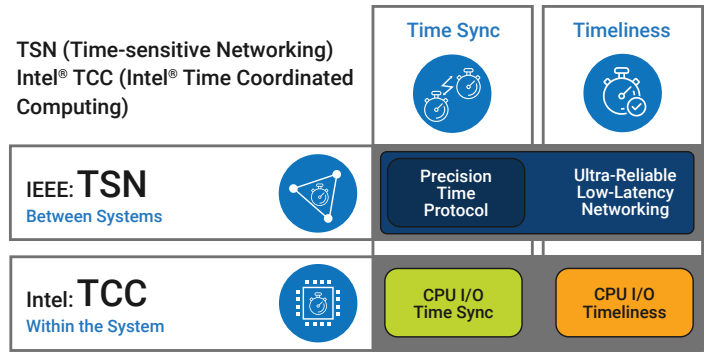 TSN (Time-sensitive Networking)
Intel® TCC (Intel® Time Coordinated
Computing)
Time Sync
Timeliness
IEEE: TSN
Between Systems
Precision
Time
Protocol
Ultra-Reliable
Low-Latency
Networking
Intel: TCC
Within the System
CPU I/O
Time Sync
CPU I/O
Timeliness